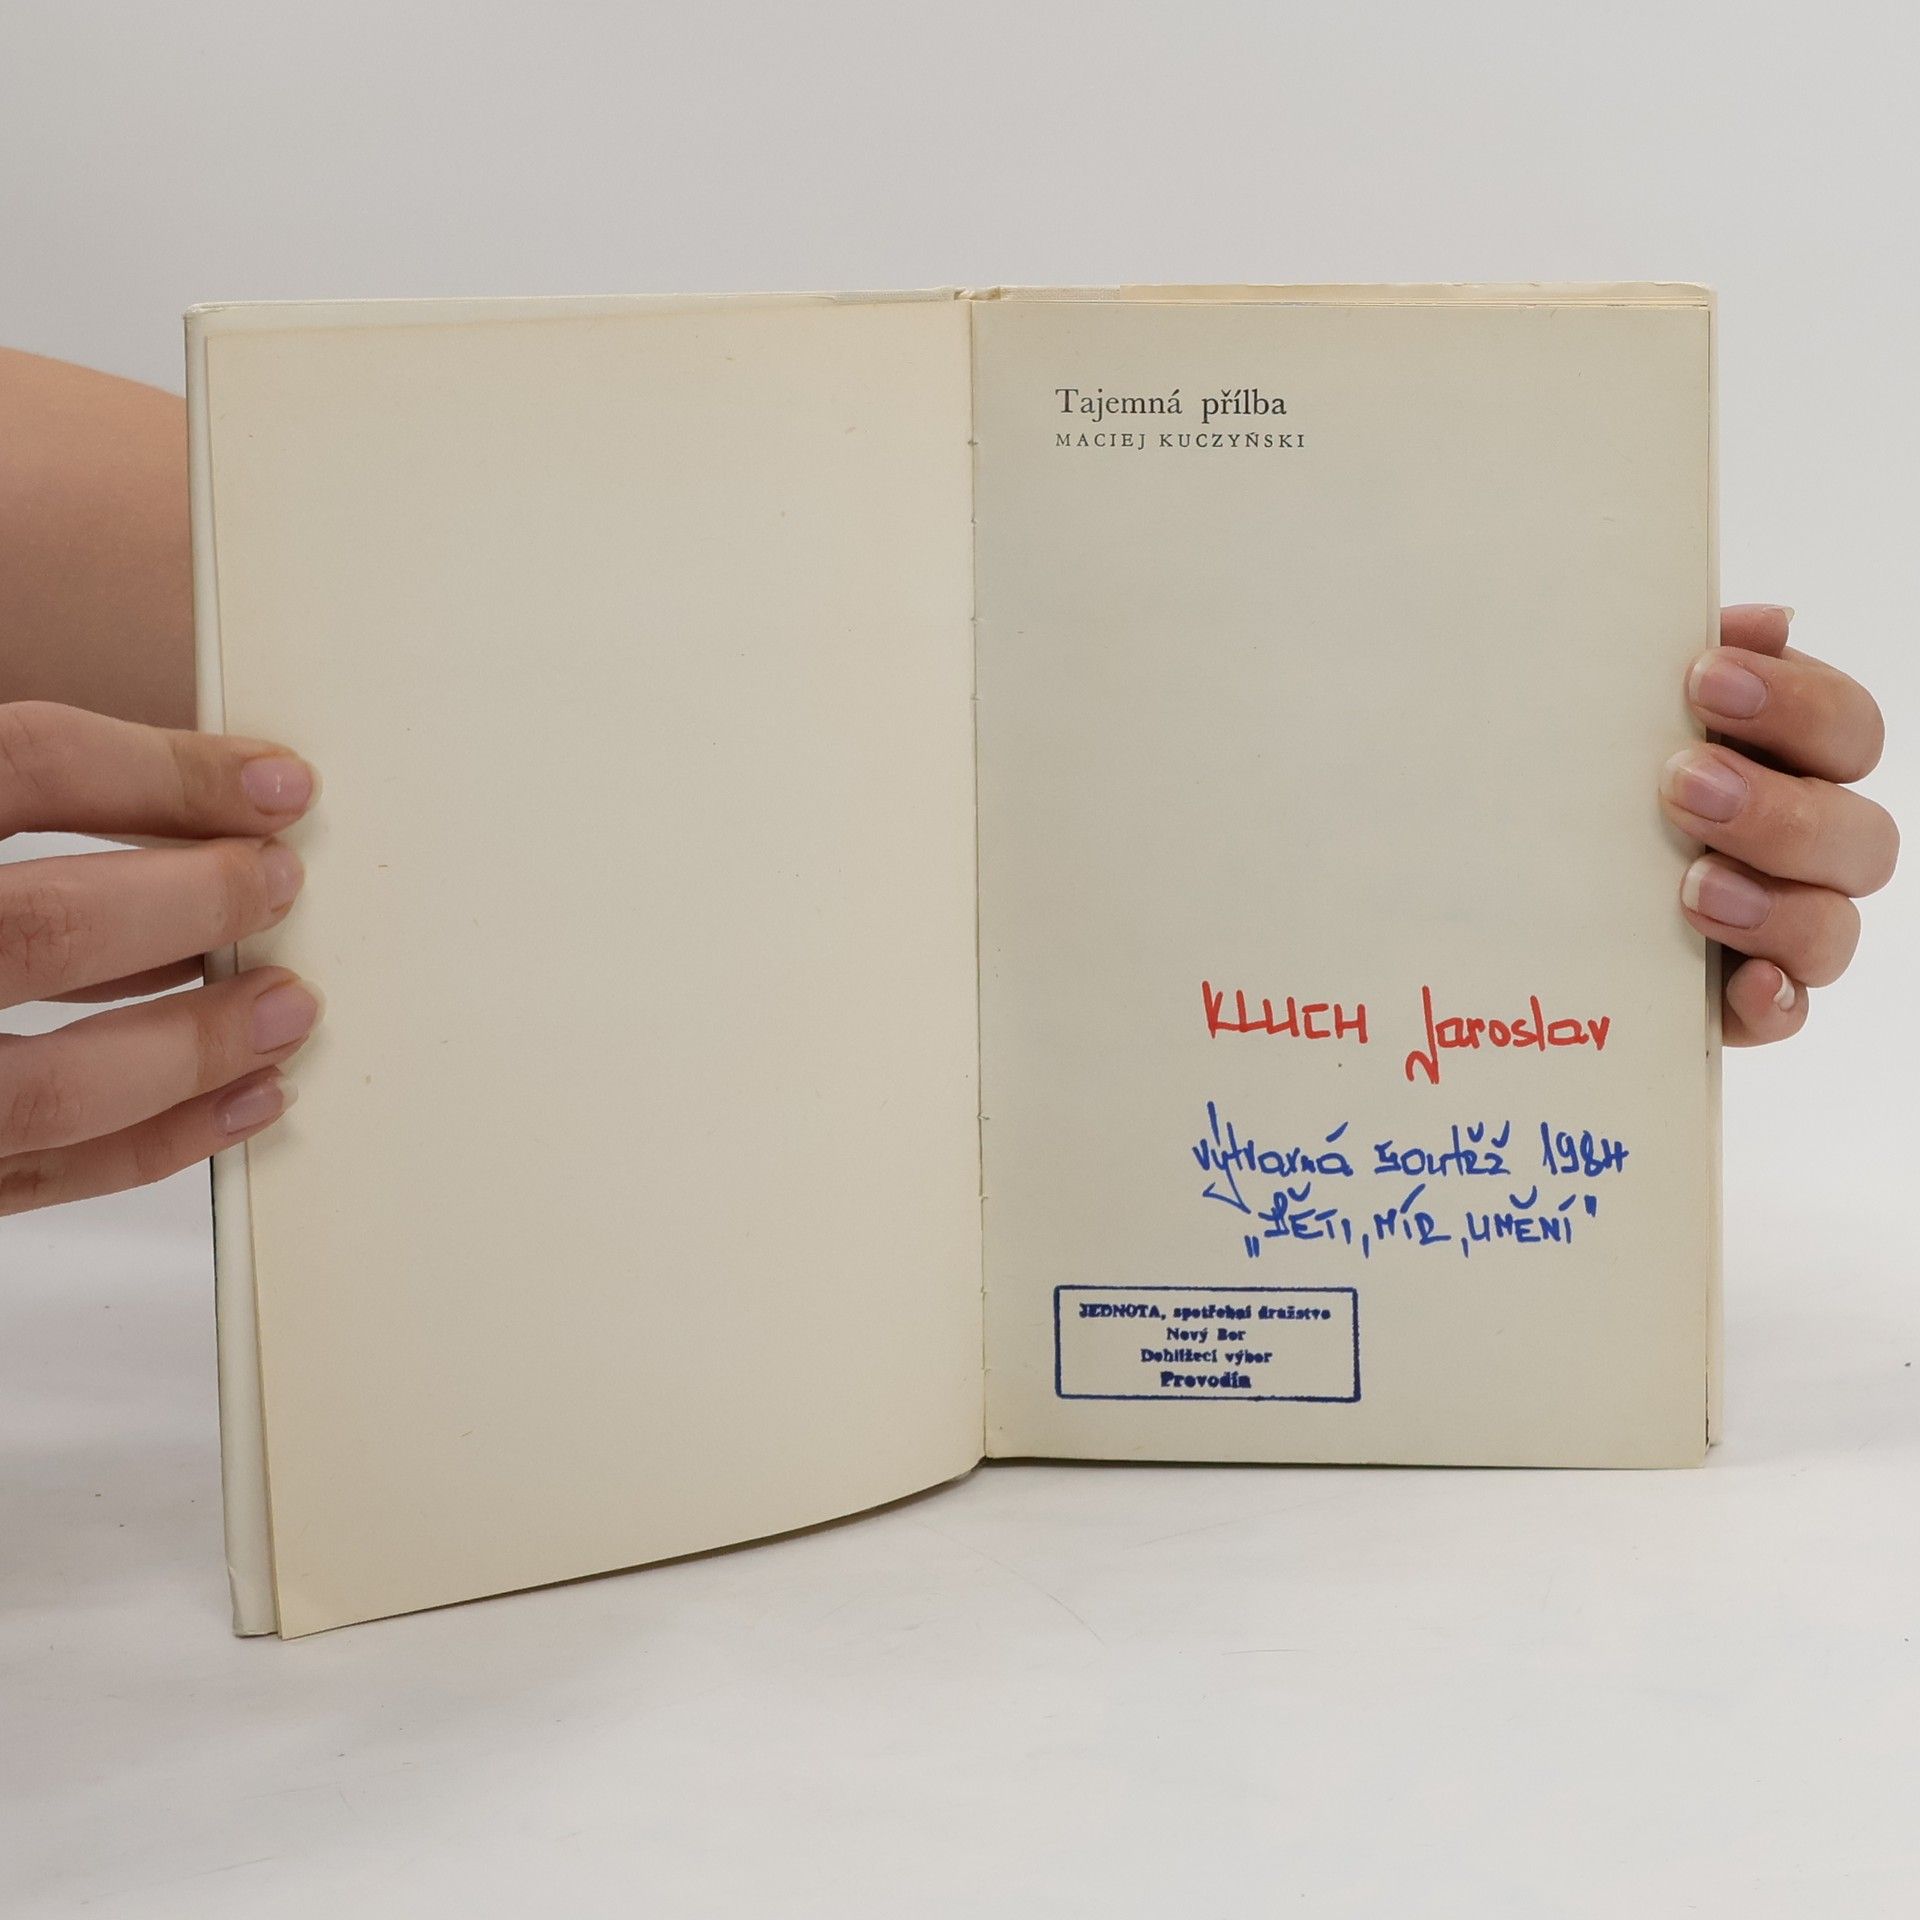 Tajemná přílba
MACIEJ KUCZYŃSKI
KLUCH Jaroslav
výtvarná soutěž 1984
„DĚTI, MÍR, UMĚNÍ"
JEDNOTA, spotřební družstvo
Nový Bor
Dohlížecí výbor
Provodín